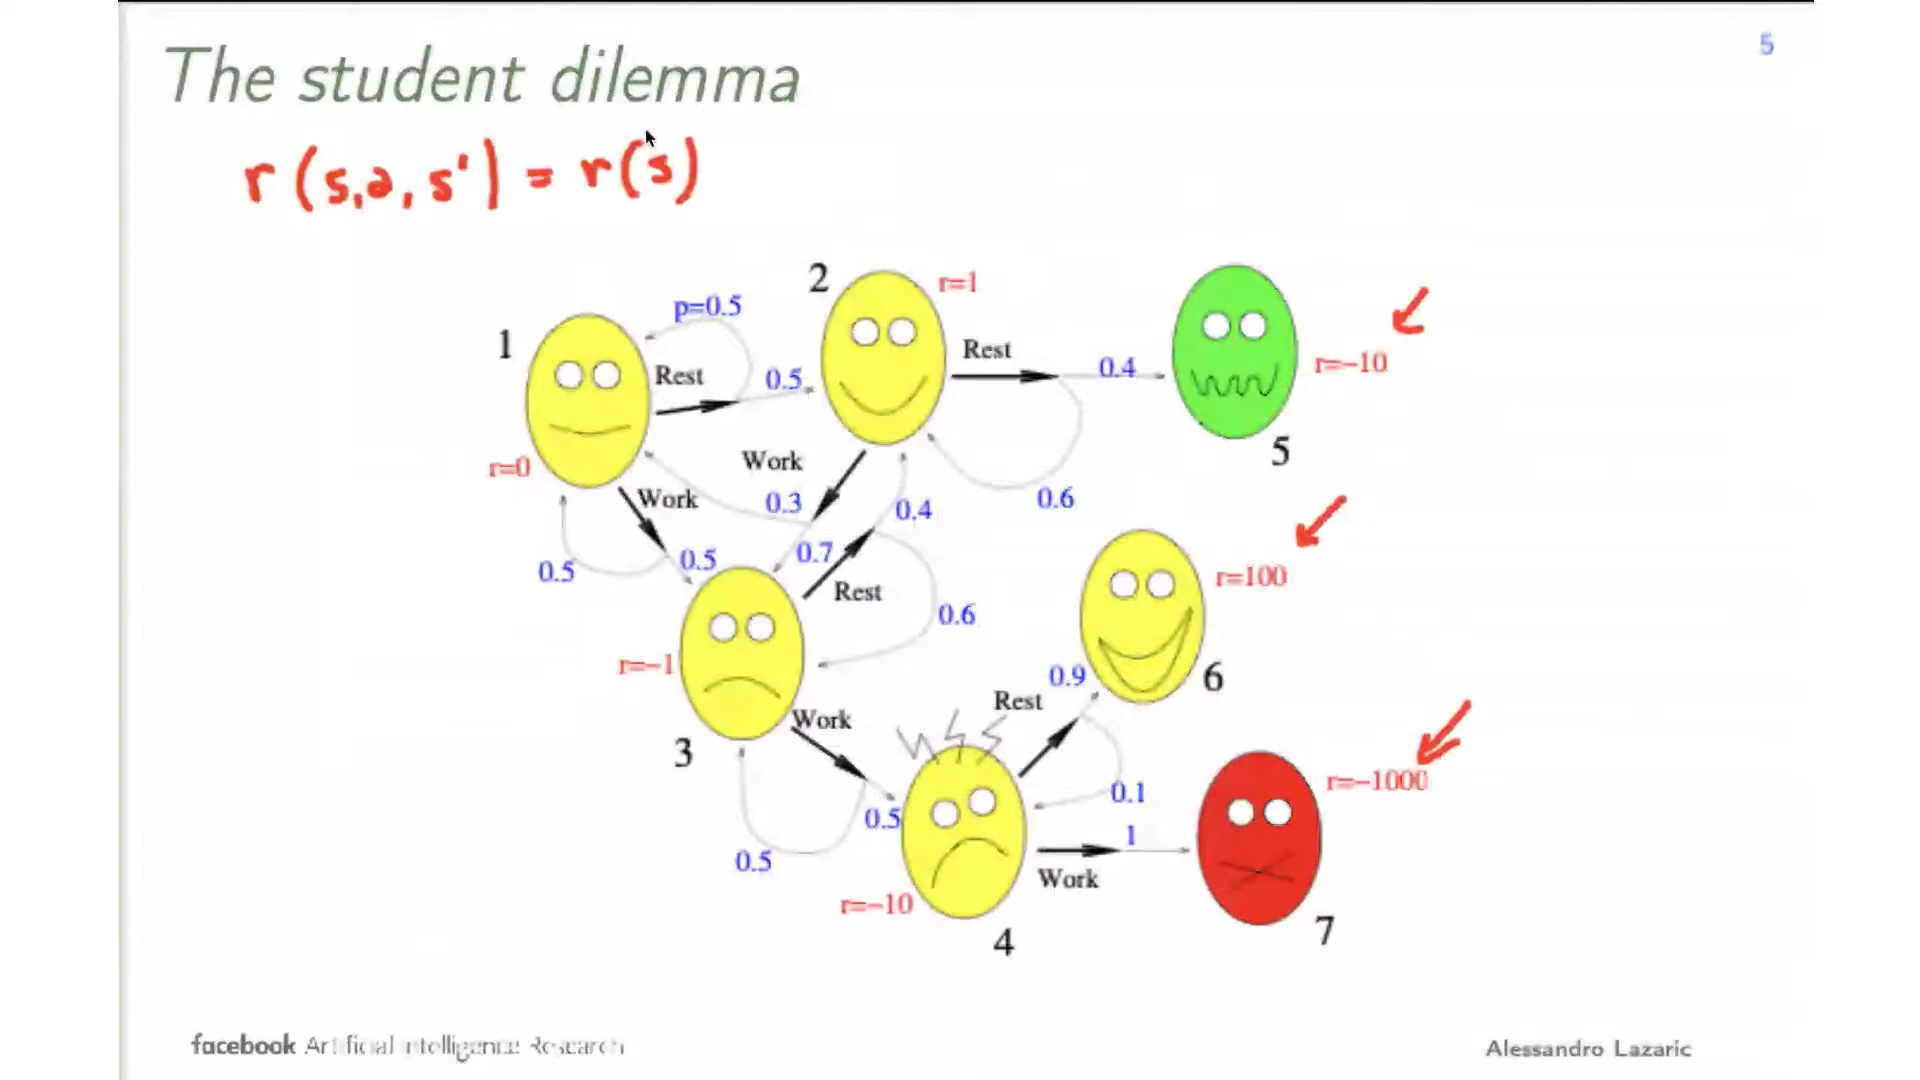 The student dilemma
5
r(s,a,s') = r(s)
2
r=1
p=0.5
1
Rest
0.5
Rest
0.4
r=-10
5
r=0
Work
Work
0.3
0.4
0.6
0.5
0.5
0.7
Rest
r=100
r=-1
0.6
0.9
6
Rest
3
Work
0.5
0.5
0.1
1
r=-1000
Work
r=-10
4
7
facebook Artificial Intelligence Research
Alessandro Lazaric